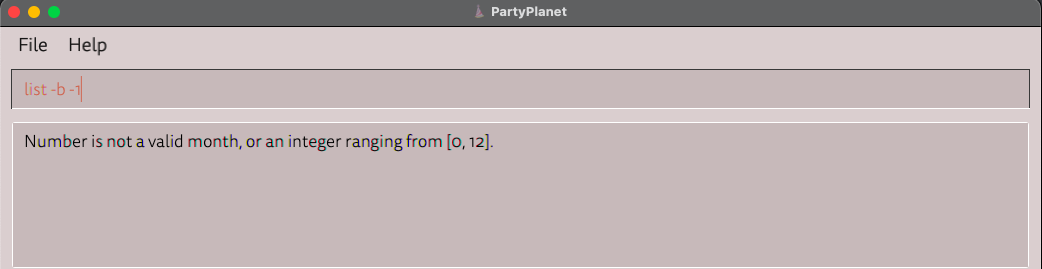 PartyPlanet
File Help
list -b -1
Number is not a valid month, or an integer ranging from [0, 12].